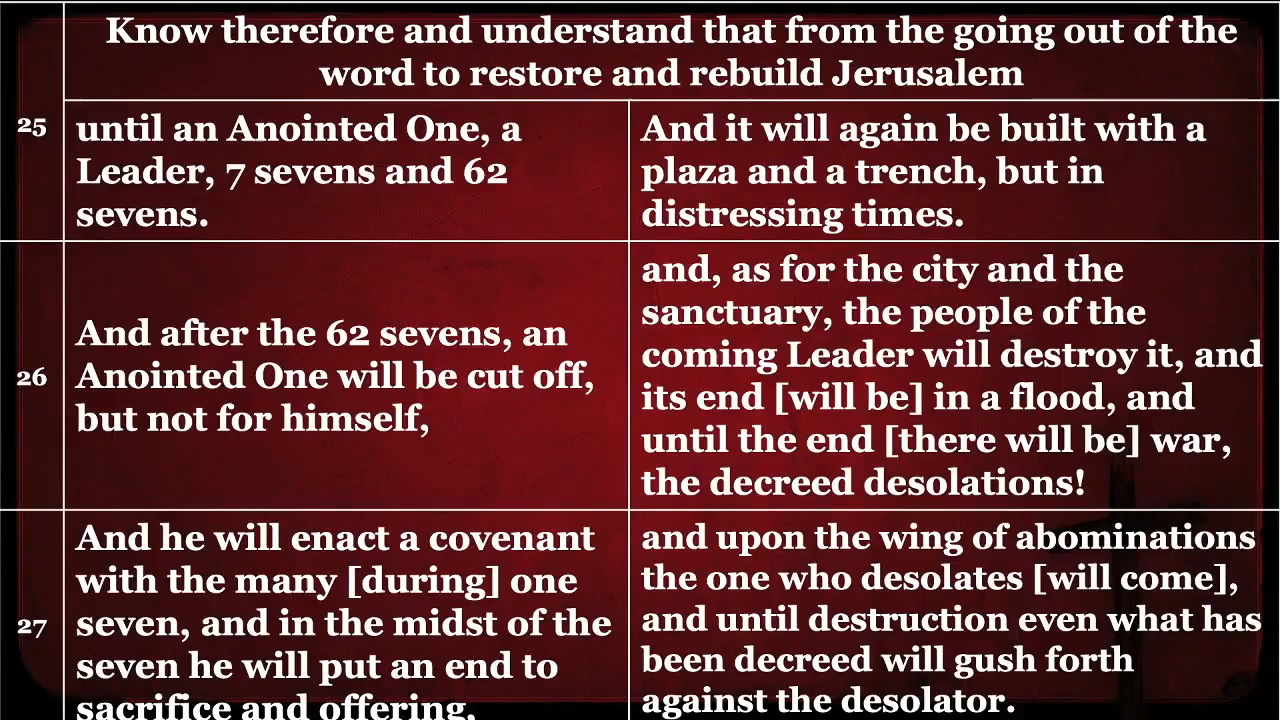 Know therefore and understand that from the going out of the
word to restore and rebuild Jerusalem
25
until an Anointed One, a
Leader, 7 sevens and 62
sevens.
And it will again be built with a
plaza and a trench, but in
distressing times.
26
And after the 62 sevens, an
Anointed One will be cut off,
but not for himself,
and, as for the city and the
sanctuary, the people of the
coming Leader will destroy it, and
its end [will be] in a flood, and
until the end [there will be] war,
the decreed desolations!
27
And he will enact a covenant
with the many [during] one
seven, and in the midst of the
seven he will put an end to
sacrifice and offering,
and upon the wing of abominations
the one who desolates [will come],
and until destruction even what has
been decreed will gush forth
against the desolator.